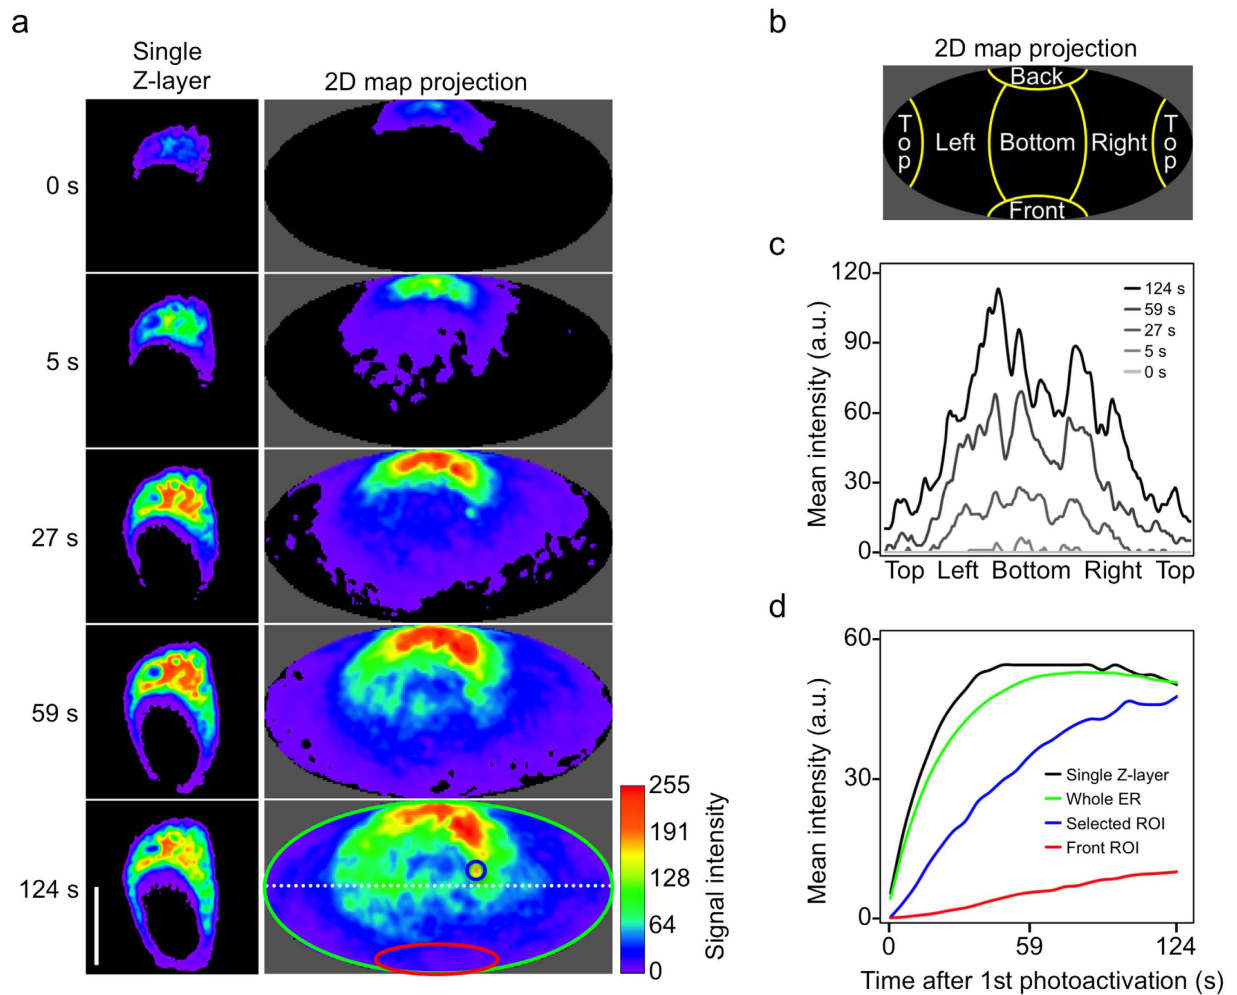 a
Single
Z-layer
2D map projection
0 s
5 s
27 s
59 s
124 s
255
191
128
64
0
Signal intensity
b
2D map projection
Back
Top
Left
Bottom
Right
Top
Front
c
120
90
60
30
0
Mean intensity (a.u.)
124 s
59 s
27 s
5 s
0 s
Top Left Bottom Right Top
d
60
30
0
Mean intensity (a.u.)
Single Z-layer
Whole ER
Selected ROI
Front ROI
0 59 124
Time after 1st photoactivation (s)